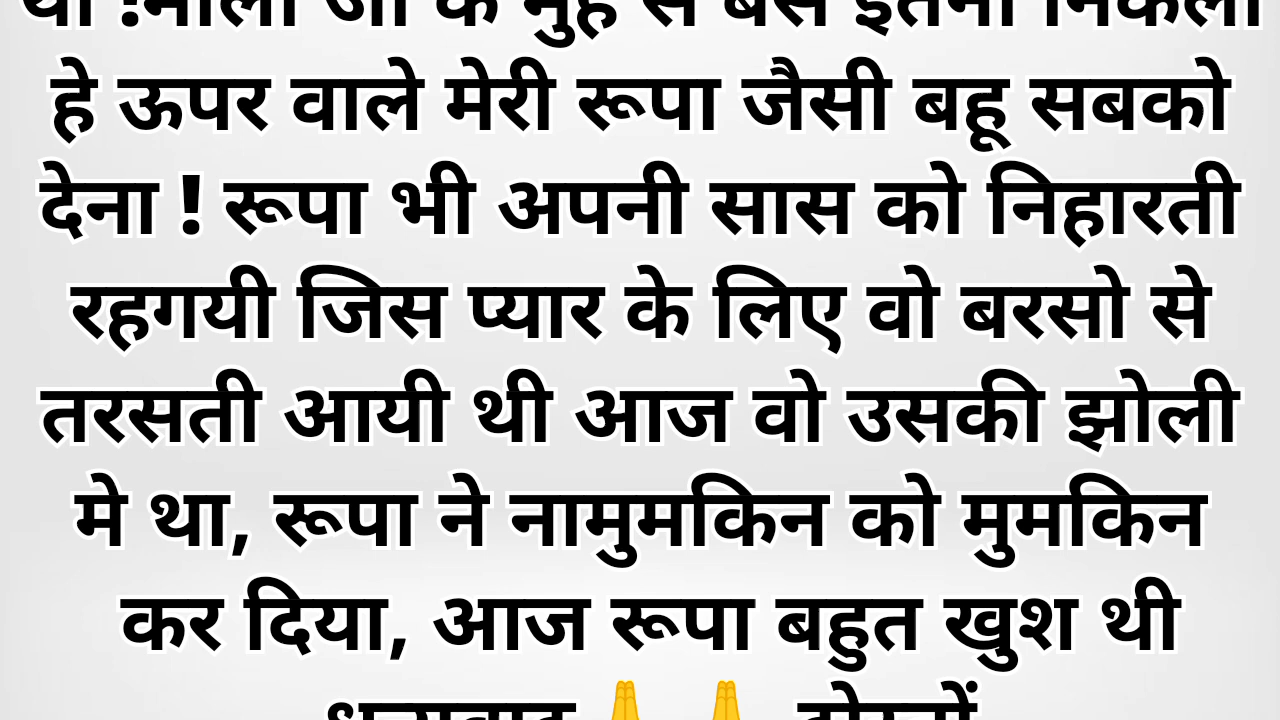 के मुंह से बस इतना निकला
हे ऊपर वाले मेरी रूपा जैसी बहू सबको
देना ! रूपा भी अपनी सास को निहारती
रहगयी जिस प्यार के लिए वो बरसो से
तरसती आयी थी आज वो उसकी झोली
मे था, रूपा ने नामुमकिन को मुमकिन
कर दिया, आज रूपा बहुत खुश थी